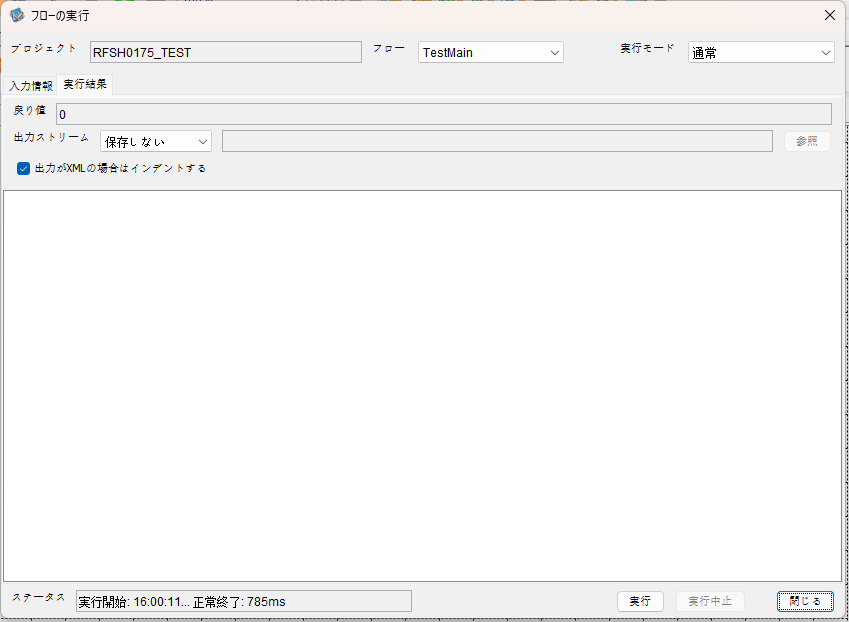 フローの実行
プロジェクト RFSH0175_TEST フロー TestMain 実行モード 通常
入力情報 実行結果
戻り値 0
出力ストリーム 保存しない 参照
出力がXMLの場合はインデントする
ステータス 実行開始: 16:00:11... 正常終了: 785ms 実行 実行中止 閉じる